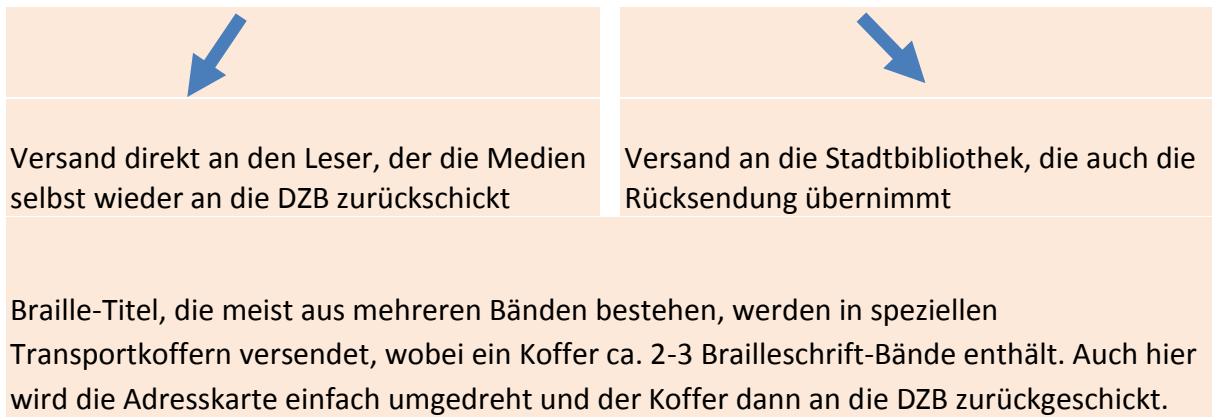 Versand direkt an den Leser, der die Medien
selbst wieder an die DZB zurückschickt
Versand an die Stadtbibliothek, die auch die
Rücksendung übernimmt
Braille-Titel, die meist aus mehreren Bänden bestehen, werden in speziellen
Transportkoffern versendet, wobei ein Koffer ca. 2-3 Brailleschrift-Bände enthält. Auch hier
wird die Adresskarte einfach umgedreht und der Koffer dann an die DZB zurückgeschickt.